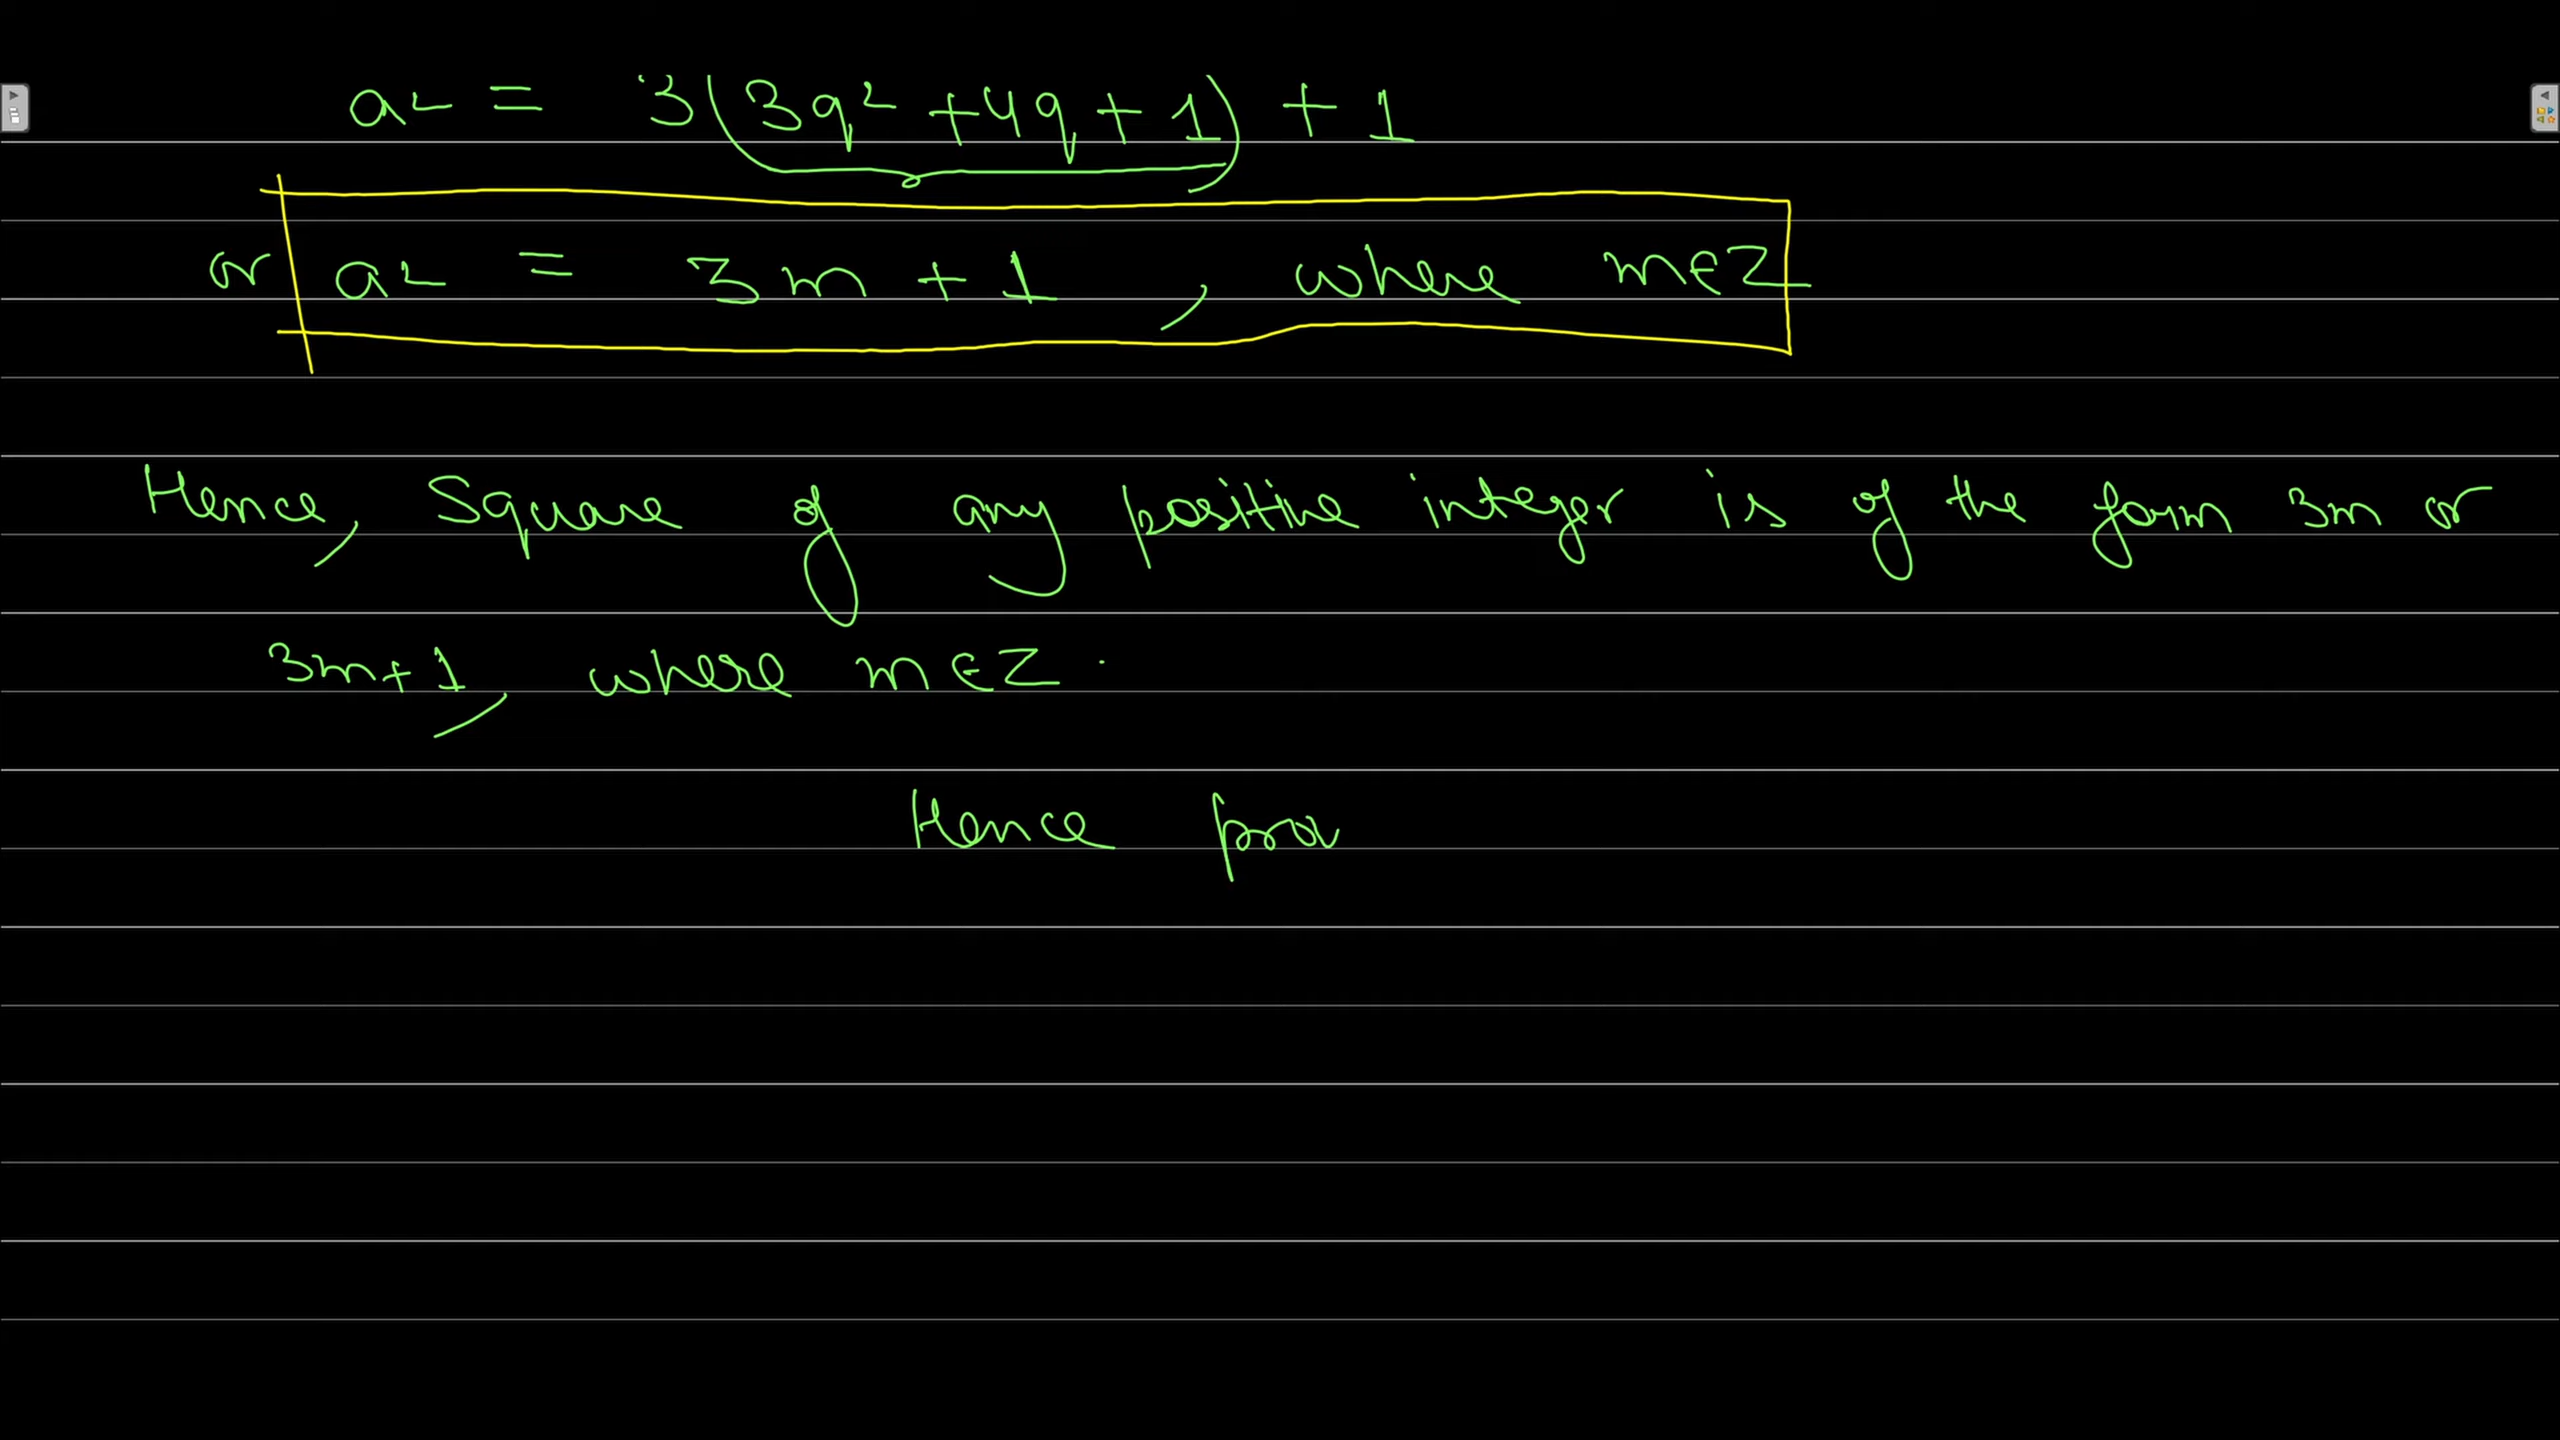 a² = 3(3q² + 4q + 1) + 1
or a² = 3m + 1, where m∈Z
Hence, Square of any positive integer is of the form 3m or
3m+1, where m∈Z.
Hence prov